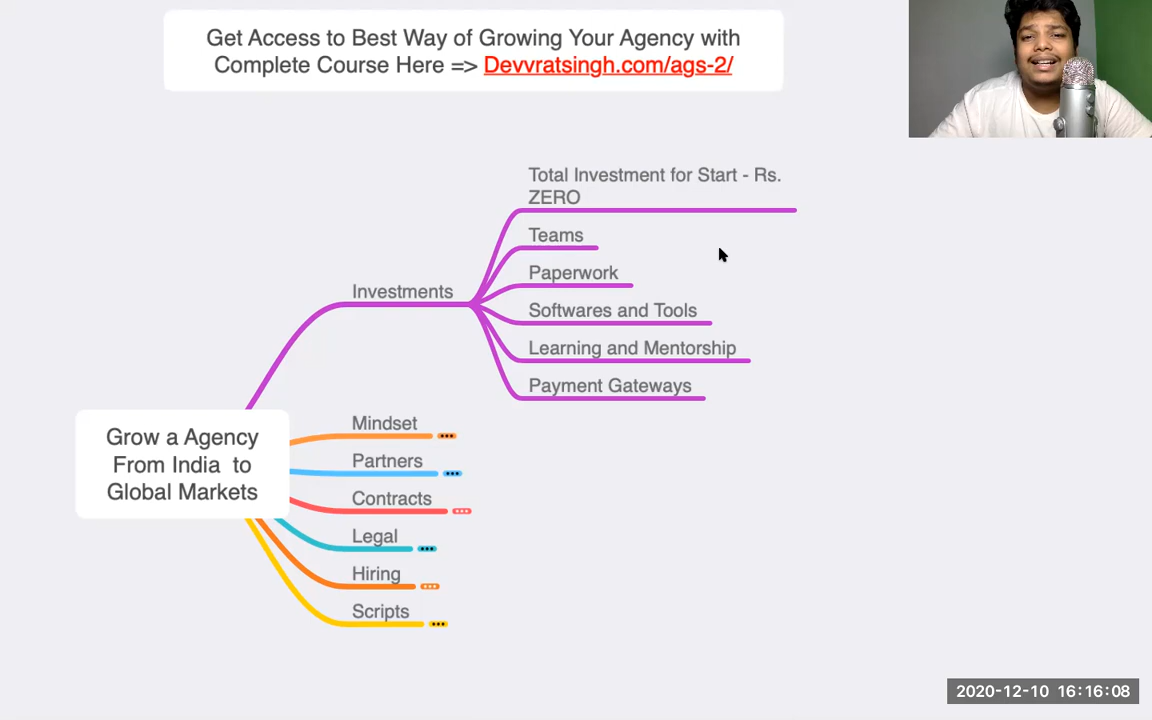 Get Access to Best Way of Growing Your Agency with
Complete Course Here => Devvratsingh.com/ags-2/
Total Investment for Start - Rs.
ZERO
Teams
Paperwork
Investments
Softwares and Tools
Learning and Mentorship
Payment Gateways
Grow a Agency
From India to
Global Markets
Mindset
Partners
Contracts
Legal
Hiring
Scripts
2020-12-10 16:16:08